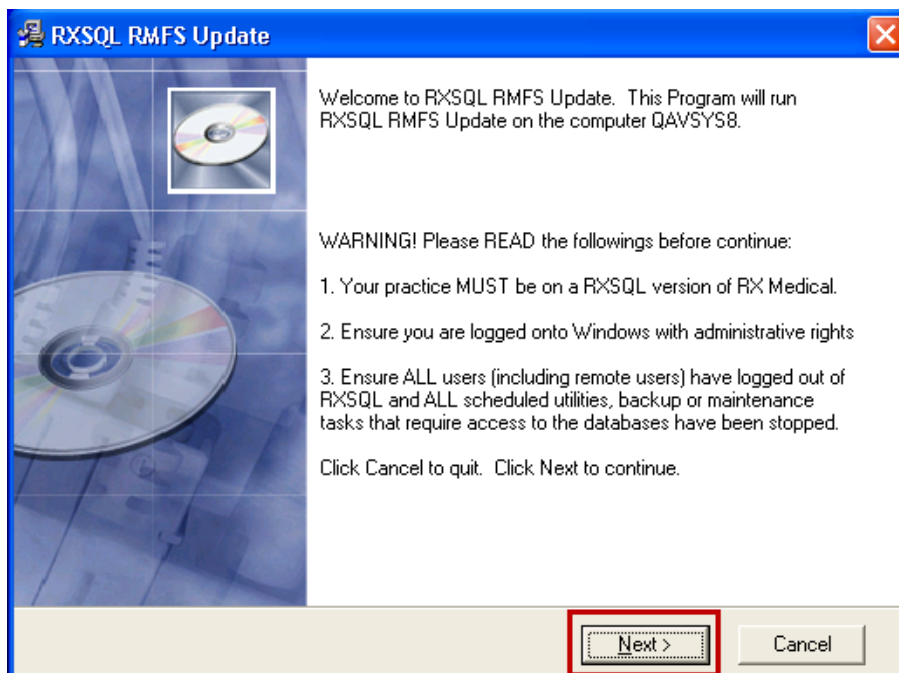 RXSQL RMFS Update
Welcome to RXSQL RMFS Update.  This Program will run
RXSQL RMFS Update on the computer QAVSYS8.
WARNING! Please READ the followings before continue:
1. Your practice MUST be on a RXSQL version of RX Medical.
2. Ensure you are logged onto Windows with administrative rights
3. Ensure ALL users (including remote users) have logged out of
RXSQL and ALL scheduled utilities, backup or maintenance
tasks that require access to the databases have been stopped.
Click Cancel to quit.  Click Next to continue.
Next >
Cancel